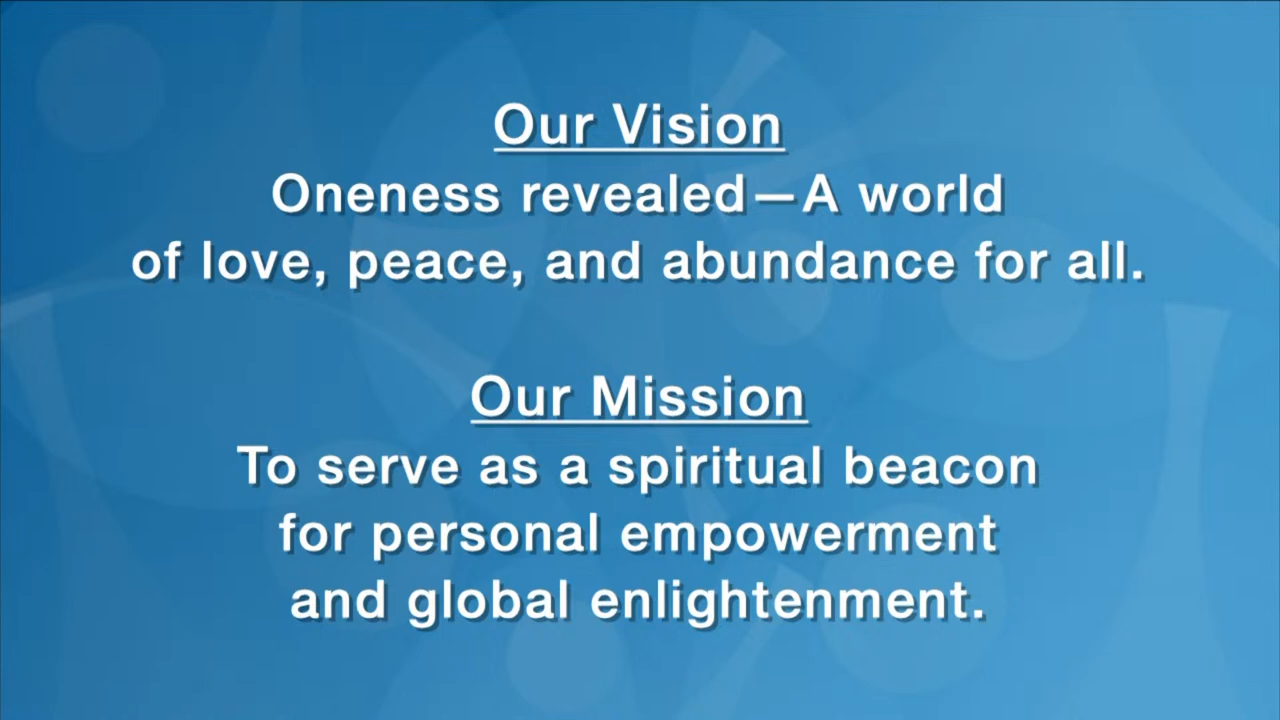 Our Vision
Oneness revealed—A world
of love, peace, and abundance for all.
Our Mission
To serve as a spiritual beacon
for personal empowerment
and global enlightenment.